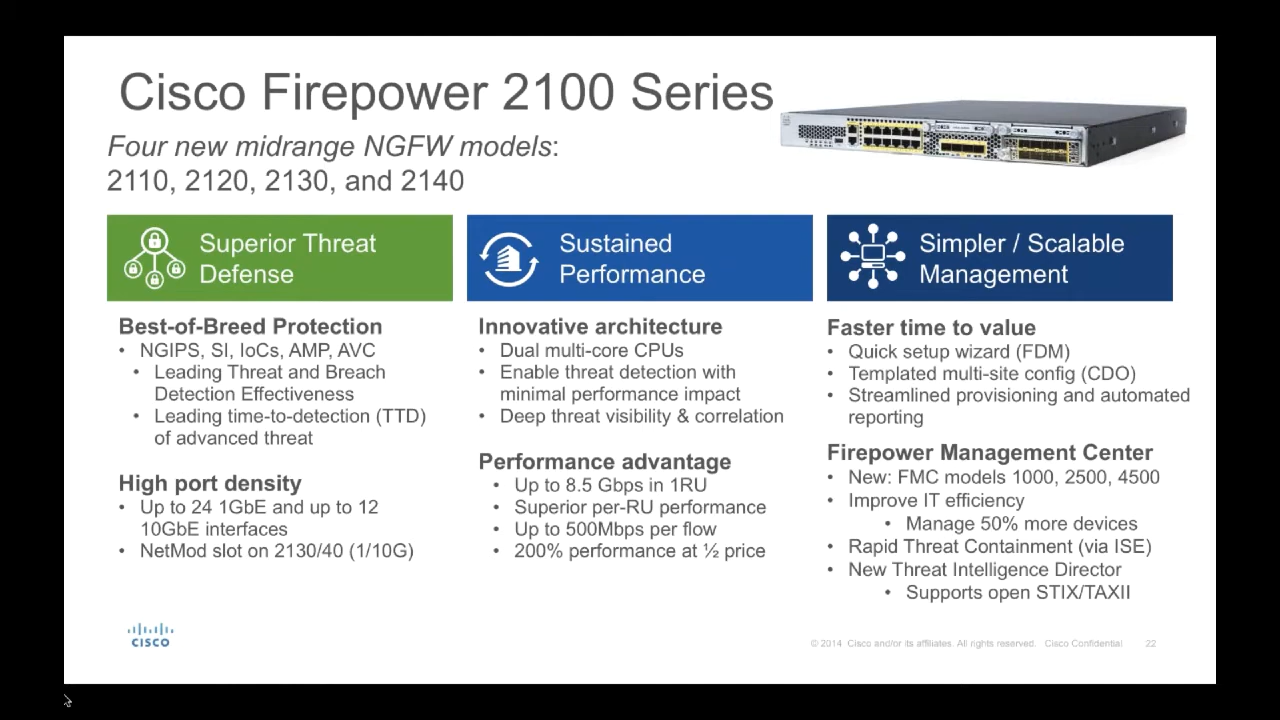 Cisco Firepower 2100 Series
Four new midrange NGFW models:
2110, 2120, 2130, and 2140
Superior Threat
Defense
Best-of-Breed Protection
• NGIPS, SI, IoCs, AMP, AVC
• Leading Threat and Breach
Detection Effectiveness
• Leading time-to-detection (TTD)
of advanced threat
High port density
• Up to 24 1GbE and up to 12
10GbE interfaces
• NetMod slot on 2130/40 (1/10G)
Sustained
Performance
Innovative architecture
• Dual multi-core CPUs
• Enable threat detection with
minimal performance impact
• Deep threat visibility & correlation
Performance advantage
• Up to 8.5 Gbps in 1RU
• Superior per-RU performance
• Up to 500Mbps per flow
• 200% performance at ½ price
Simpler / Scalable
Management
Faster time to value
• Quick setup wizard (FDM)
• Templated multi-site config (CDO)
• Streamlined provisioning and automated
reporting
Firepower Management Center
• New: FMC models 1000, 2500, 4500
• Improve IT efficiency
• Manage 50% more devices
• Rapid Threat Containment (via ISE)
• New Threat Intelligence Director
• Supports open STIX/TAXII
CISCO
© 2014 Cisco and/or its affiliates. All rights reserved. Cisco Confidential 22